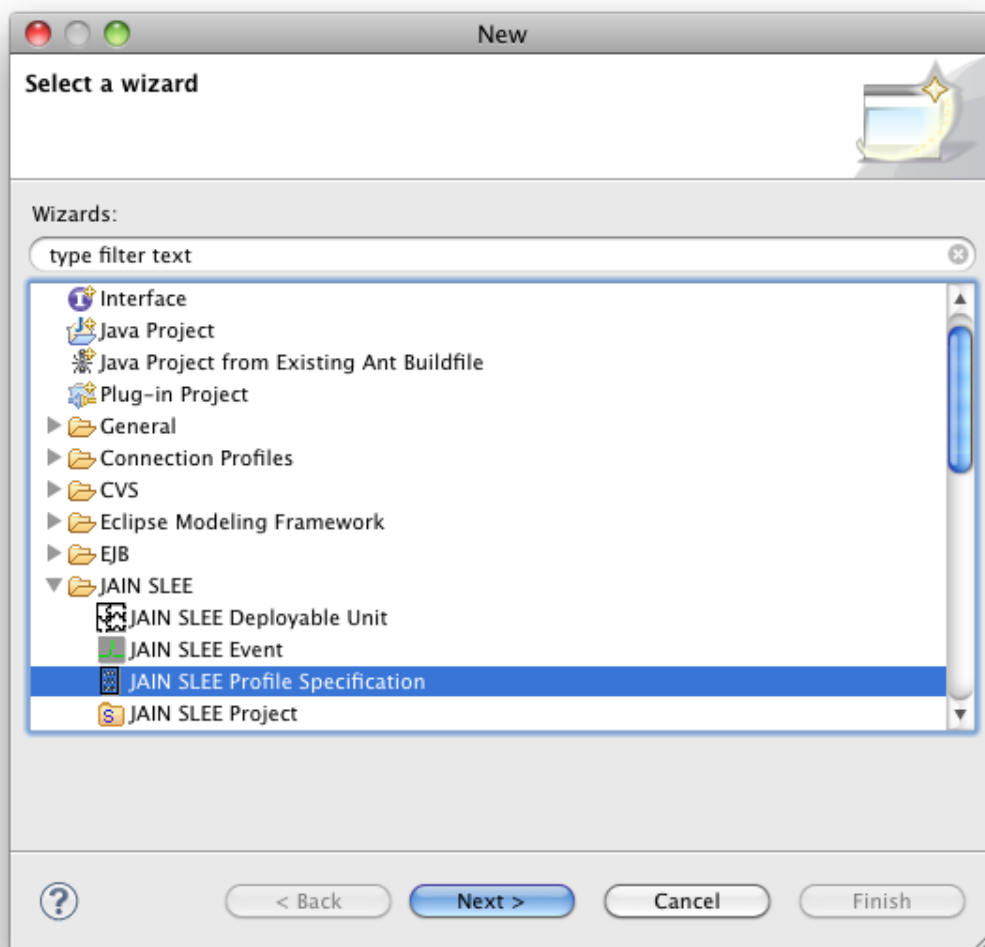 New
Select a wizard
Wizards:
type filter text
Interface
Java Project
Java Project from Existing Ant Buildfile
Plug-in Project
General
Connection Profiles
CVS
Eclipse Modeling Framework
EJB
JAIN SLEE
JAIN SLEE Deployable Unit
JAIN SLEE Event
JAIN SLEE Profile Specification
JAIN SLEE Project
? < Back Next > Cancel Finish